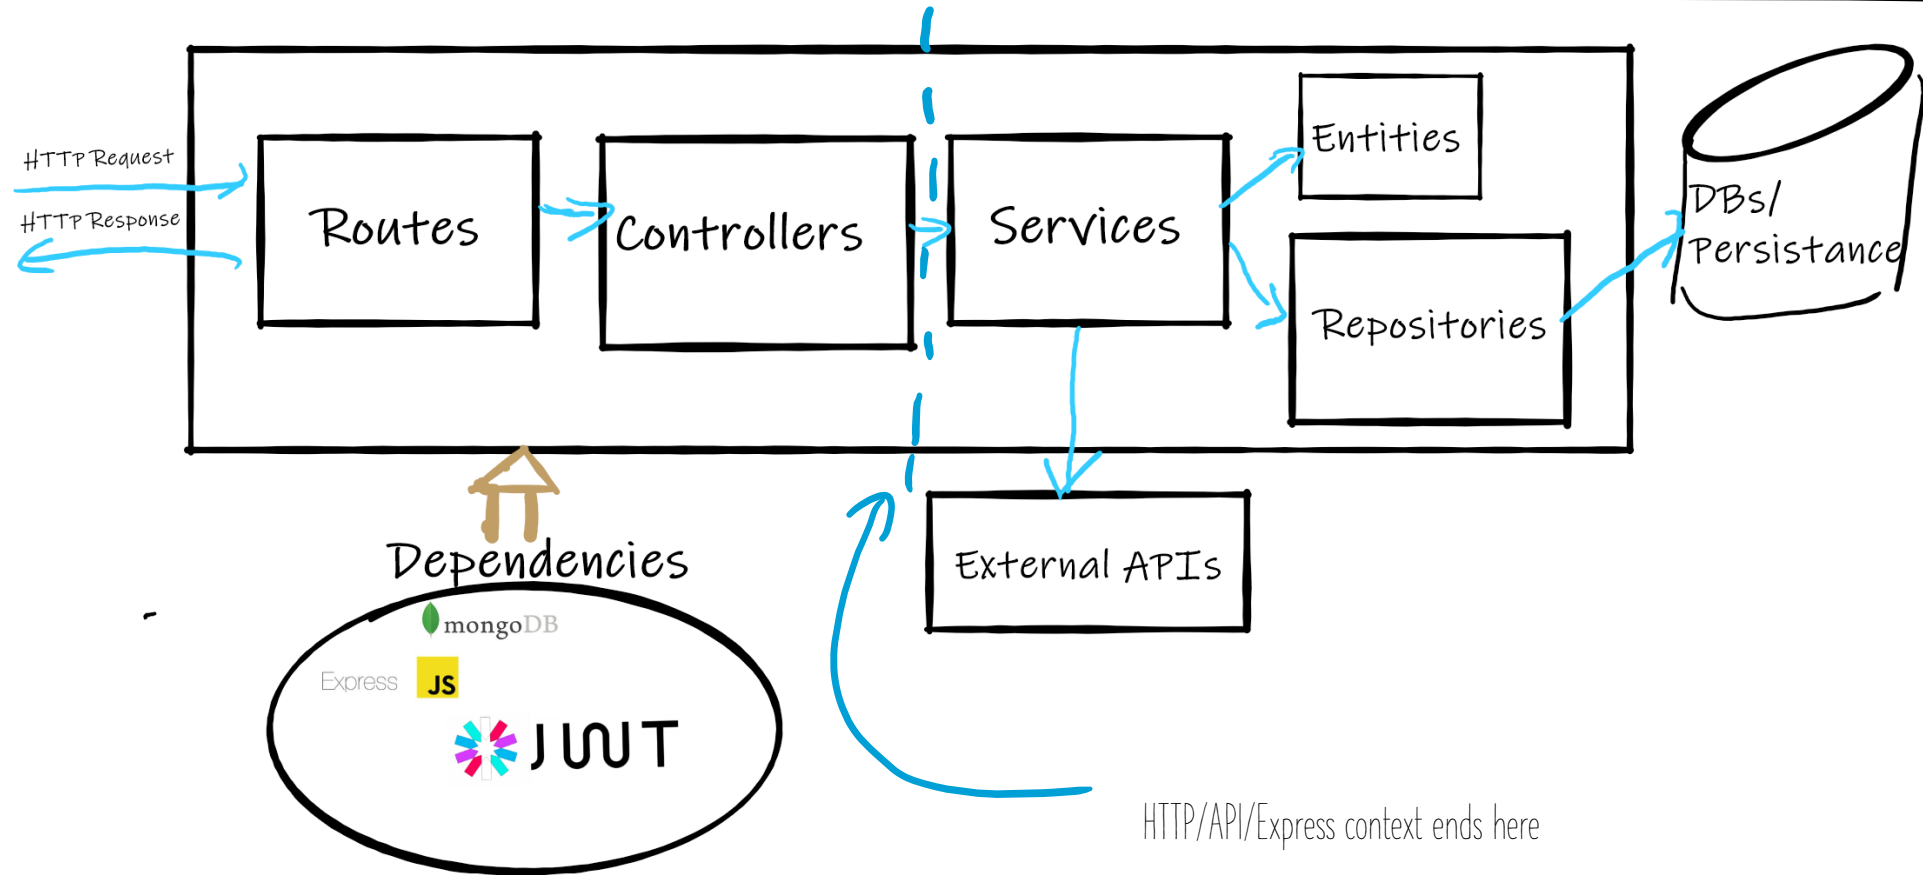 HTTP Request
HTTP Response
Routes
Controllers
Services
Entities
Repositories
DBs/
Persistance
External APIs
Dependencies
mongoDB
Express
JS
JWT
HTTP/API/Express context ends here